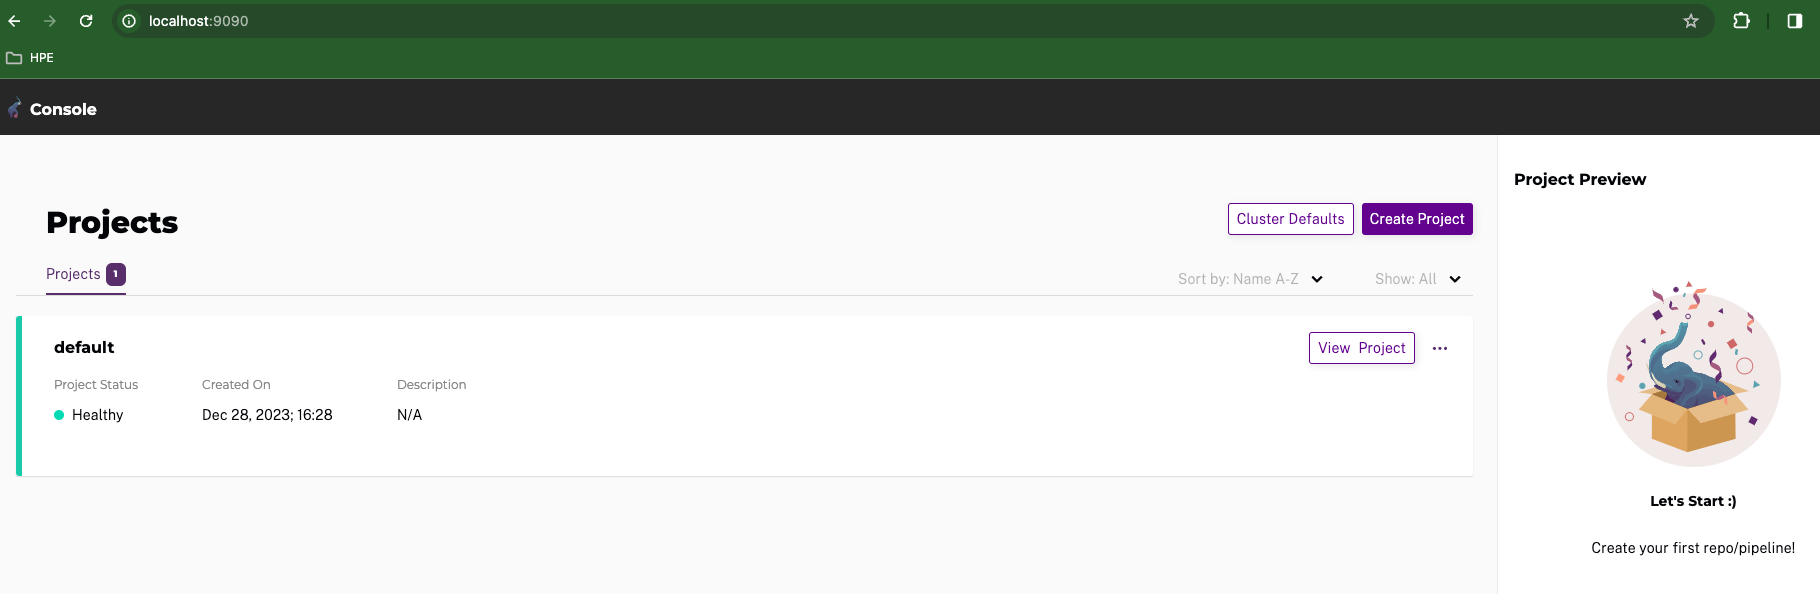 localhost:9090
HPE
Console
Projects
Cluster Defaults
Create Project
Projects 1
Sort by: Name A-Z
Show: All
default
View Project
Project Status
Created On
Description
Healthy
Dec 28, 2023; 16:28
N/A
Project Preview
Let's Start :)
Create your first repo/pipeline!